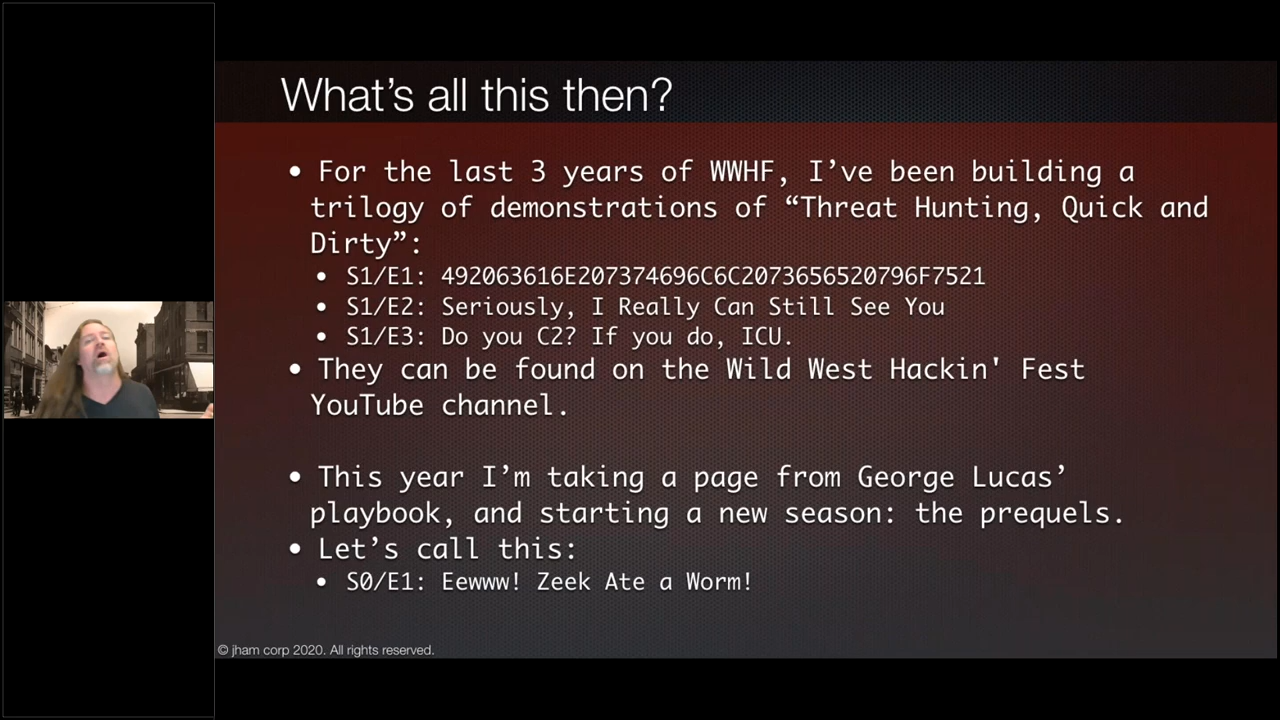 What’s all this then?
• For the last 3 years of WWHF, I’ve been building a
trilogy of demonstrations of “Threat Hunting, Quick and
Dirty”:
• S1/E1: 492063616E207374696C6C2073656520796F7521
• S1/E2: Seriously, I Really Can Still See You
• S1/E3: Do you C2? If you do, ICU.
• They can be found on the Wild West Hackin' Fest
YouTube channel.
• This year I’m taking a page from George Lucas’
playbook, and starting a new season: the prequels.
• Let’s call this:
• S0/E1: Eewww! Zeek Ate a Worm!
© jham corp 2020. All rights reserved.